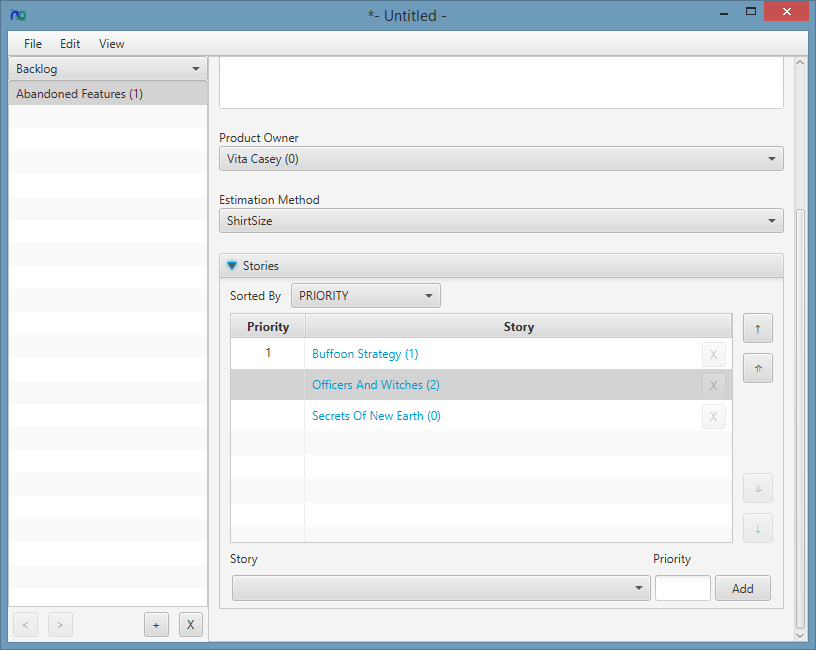 *- Untitled -
File Edit View
Backlog
Abandoned Features (1)
Product Owner
Vita Casey (0)
Estimation Method
ShirtSize
Stories
Sorted By PRIORITY
Priority Story
1 Buffoon Strategy (1) X
Officers And Witches (2) X
Secrets Of New Earth (0) X
Story Priority
Add
< > + X